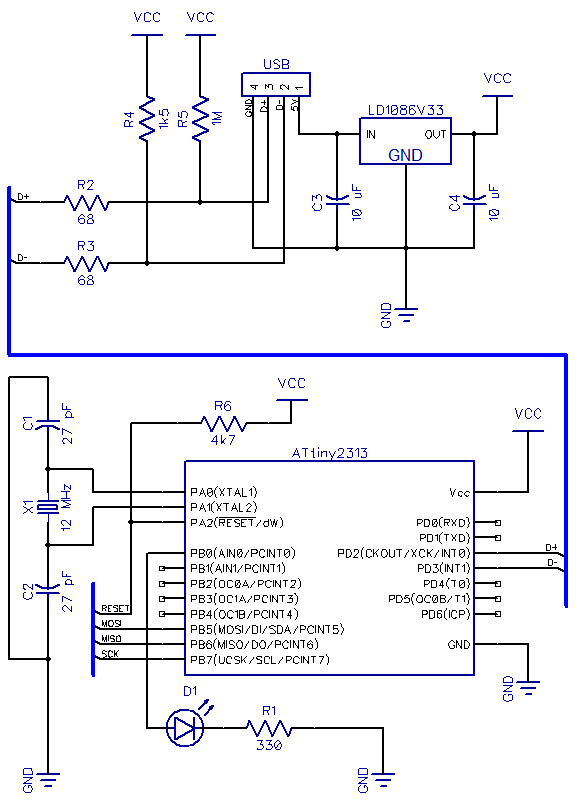 VCC VCC
USB
VCC
LD1086V33
4 3 2 1
GND D+ D- 5V
R4 1k5
R5 1M
IN OUT
GND
D+
R2
68
C3 10 uF
C4 10 uF
D-
R3
68
GND
C1 27 pF
R6
4k7
VCC
VCC
ATtiny2313
X1 12 MHz
PA0(XTAL1) Vcc
PA1(XTAL2)
PA2(RESET/dW) PD0(RXD)
PD1(TXD)
PB0(AIN0/PCINT0) PD2(CKOUT/XCK/INT0) D+
PB1(AIN1/PCINT1) PD3(INT1) D-
PB2(OC0A/PCINT2) PD4(T0)
PB3(OC1A/PCINT3) PD5(OC0B/T1)
RESET PB4(OC1B/PCINT4) PD6(ICP)
MOSI PB5(MOSI/DI/SDA/PCINT5)
MISO PB6(MISO/DO/PCINT6) GND
SCK PB7(UCSK/SCL/PCINT7)
C2 27 pF
GND
D1
R1
330
GND
GND